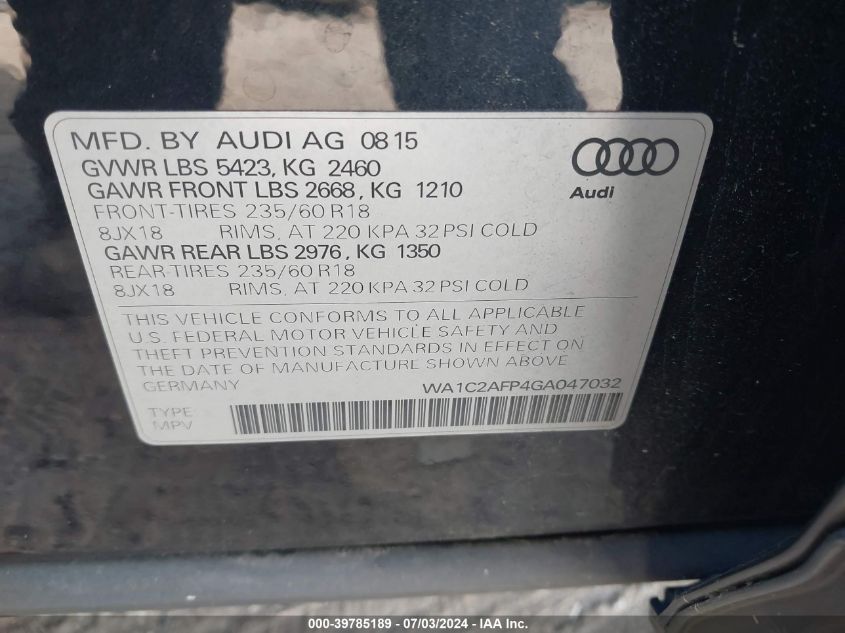 MFD. BY AUDI AG 08 15
GVWR LBS 5423, KG 2460
GAWR FRONT LBS 2668, KG 1210
FRONT-TIRES 235/60 R18
8JX18 RIMS, AT 220 KPA 32 PSI COLD
GAWR REAR LBS 2976, KG 1350
REAR-TIRES 235/60 R18
8JX18 RIMS, AT 220 KPA 32 PSI COLD
Audi
THIS VEHICLE CONFORMS TO ALL APPLICABLE
U.S. FEDERAL MOTOR VEHICLE SAFETY AND
THEFT PREVENTION STANDARDS IN EFFECT ON
THE DATE OF MANUFACTURE SHOWN ABOVE
GERMANY WA1C2AFP4GA047032
TYPE
MPV
000-39785189 - 07/03/2024 - IAA Inc.